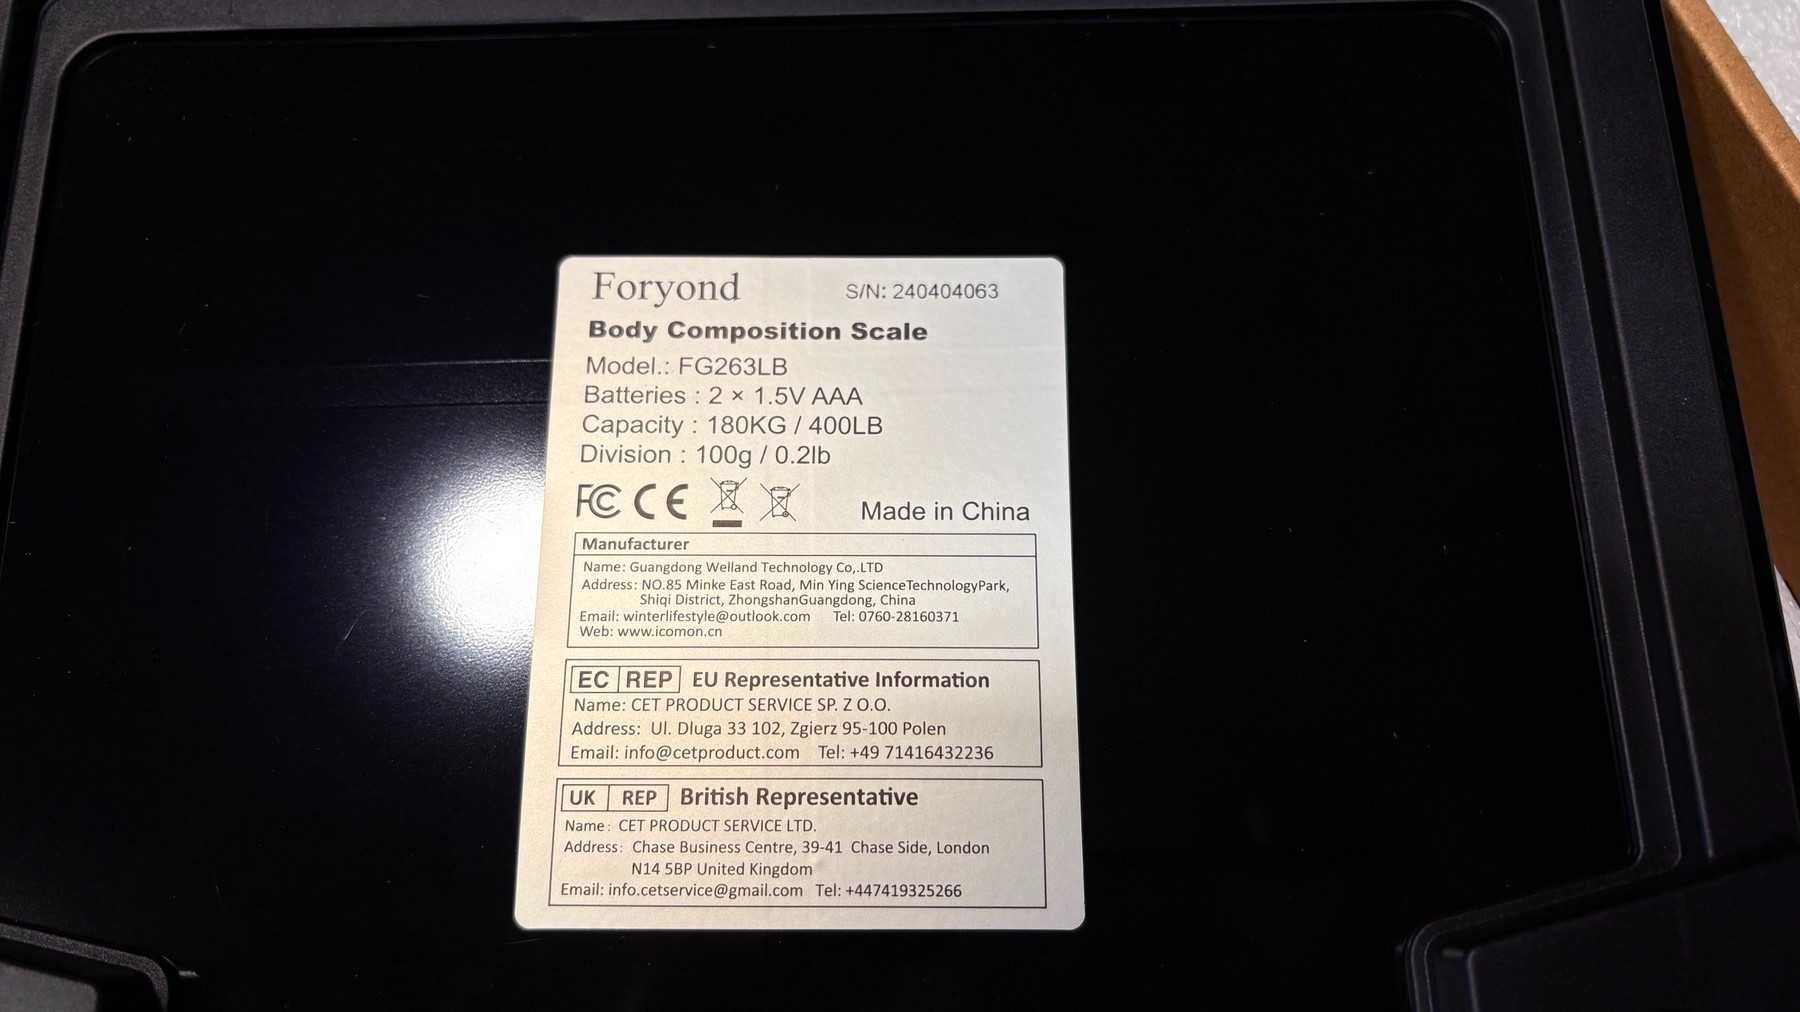 Foryond
S/N: 240404063
Body Composition Scale
Model.: FG263LB
Batteries : 2 × 1.5V AAA
Capacity : 180KG / 400LB
Division : 100g / 0.2lb
FC CE
Made in China
Manufacturer
Name: Guangdong Welland Technology Co,.LTD
Address: NO.85 Minke East Road, Min Ying ScienceTechnologyPark,
Shiqi District, ZhongshanGuangdong, China
Email: winterlifestyle@outlook.com Tel: 0760-28160371
Web: www.icomon.cn
EC REP EU Representative Information
Name: CET PRODUCT SERVICE SP. Z O.O.
Address: Ul. Dluga 33 102, Zgierz 95-100 Polen
Email: info@cetproduct.com Tel: +49 71416432236
UK REP British Representative
Name: CET PRODUCT SERVICE LTD.
Address: Chase Business Centre, 39-41 Chase Side, London
N14 5BP United Kingdom
Email: info.cetservice@gmail.com Tel: +447419325266